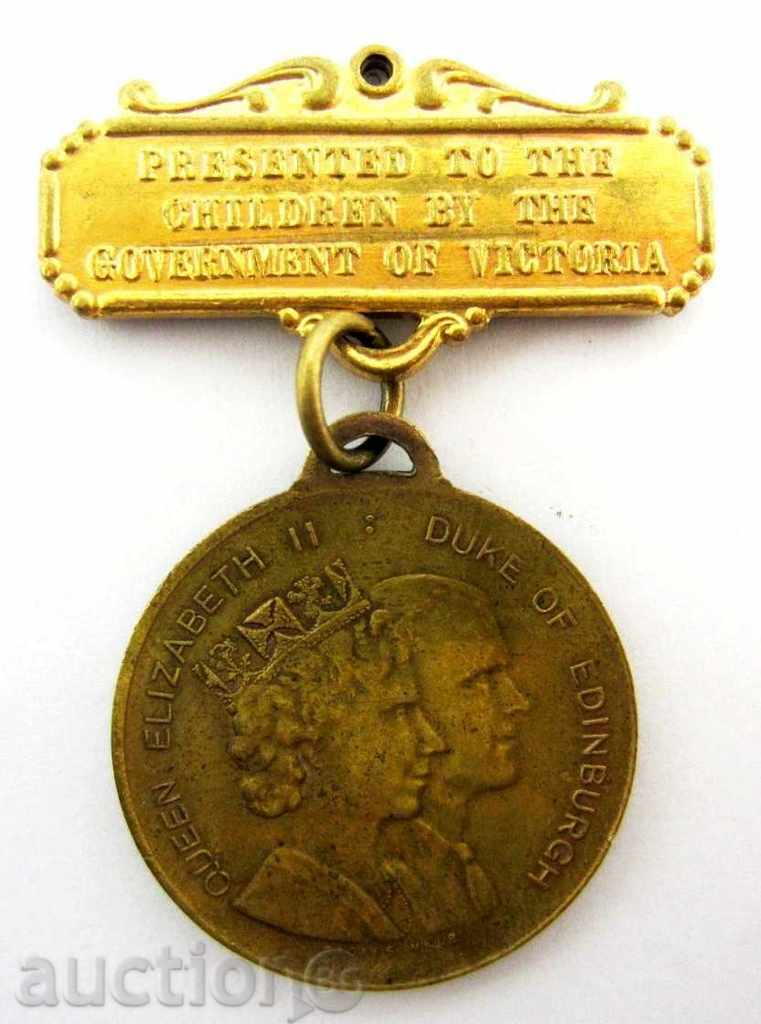 PRESENTED TO THE
CHILDREN BY THE
GOVERNMENT OF VICTORIA
QUEEN ELIZABETH II : DUKE OF EDINBURGH
auction